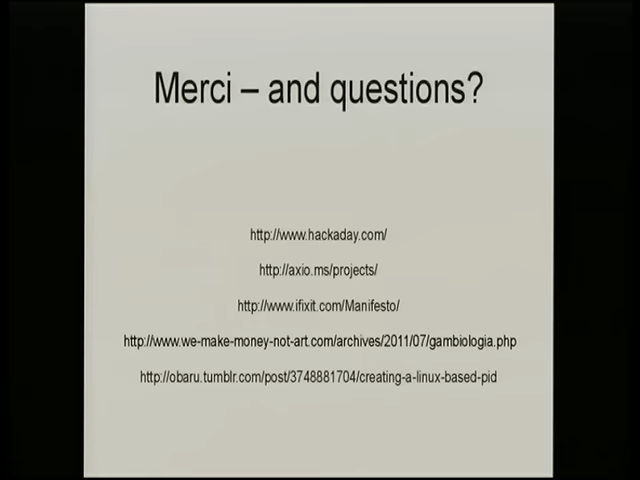 Merci – and questions?
http://www.hackaday.com/
http://axio.ms/projects/
http://www.ifixit.com/Manifesto/
http://www.we-make-money-not-art.com/archives/2011/07/gambiologia.php
http://obaru.tumblr.com/post/3748881704/creating-a-linux-based-pid